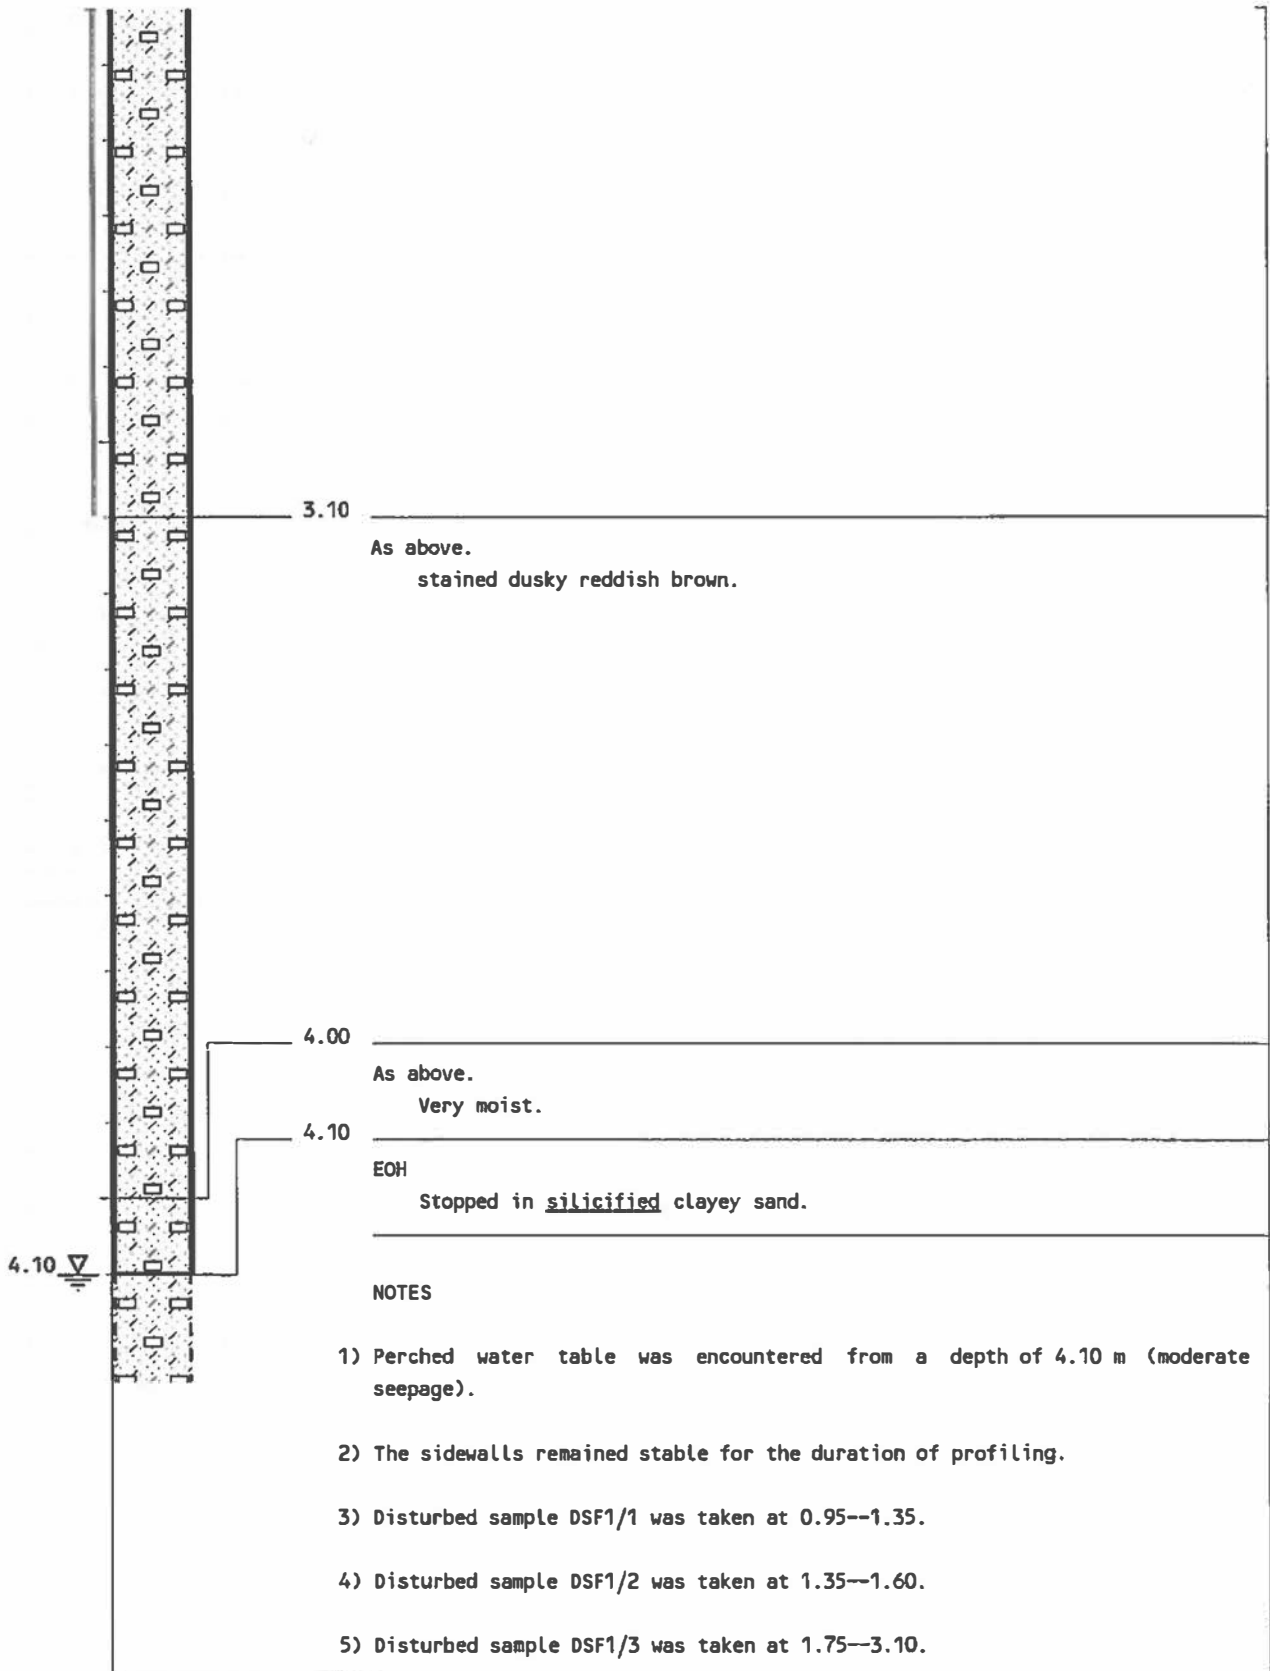 3.10
As above.
stained dusky reddish brown.
4.00
As above.
Very moist.
4.10
EOH
Stopped in silicified clayey sand.
4.10
NOTES
1) Perched water table was encountered from a depth of 4.10 m (moderate
seepage).
2) The sidewalls remained stable for the duration of profiling.
3) Disturbed sample DSF1/1 was taken at 0.95--1.35.
4) Disturbed sample DSF1/2 was taken at 1.35--1.60.
5) Disturbed sample DSF1/3 was taken at 1.75--3.10.